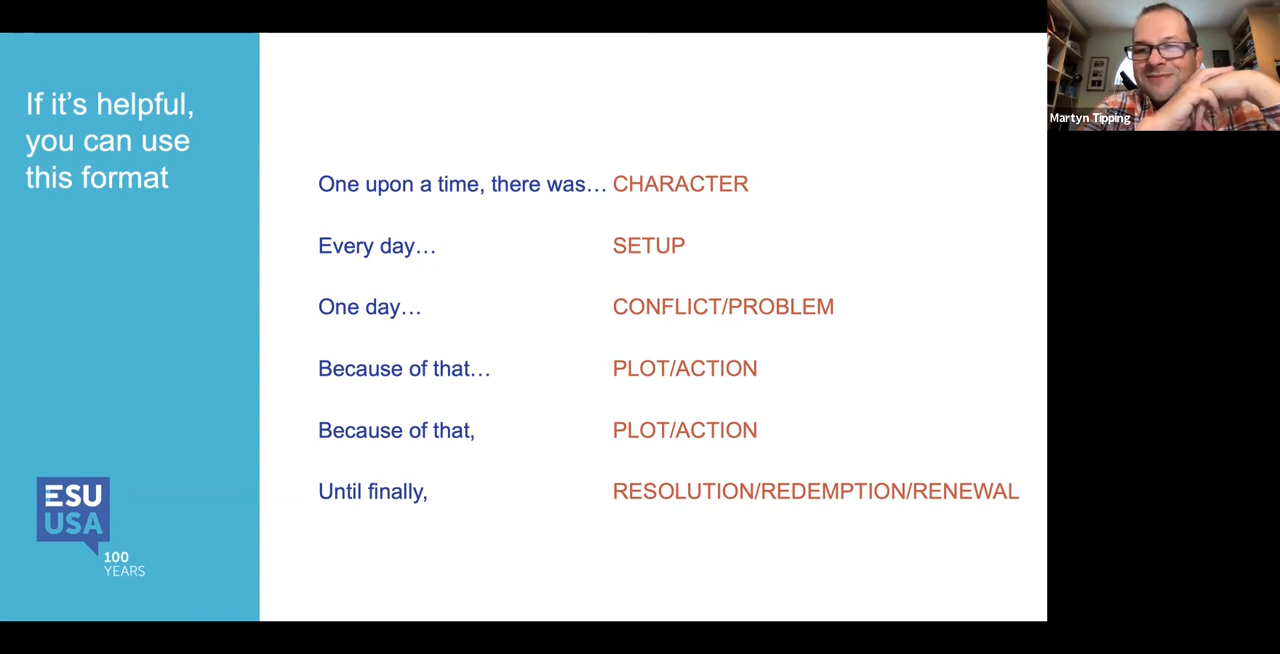 If it's helpful,
you can use
this format
One upon a time, there was… CHARACTER
Every day… SETUP
One day… CONFLICT/PROBLEM
Because of that… PLOT/ACTION
Because of that, PLOT/ACTION
Until finally, RESOLUTION/REDEMPTION/RENEWAL
ESU
USA
100
YEARS
Martyn Tipping